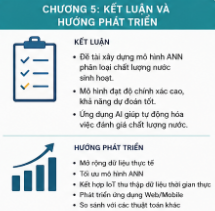 CHƯƠNG 5: KẾT LUẬN VÀ
HƯỚNG PHÁT TRIỂN
KẾT LUẬN
• Đề tài xây dựng mô hình ANN
phân loại chất lượng nước
sinh hoạt.
• Mô hình đạt độ chính xác cao,
khả năng dự đoán tốt.
• Ứng dụng AI giúp tự động hóa
việc đánh giá chất lượng nước.
HƯỚNG PHÁT TRIỂN
• Mở rộng dữ liệu thực tế
• Tối ưu mô hình ANN
• Kết hợp IoT thu thập dữ liệu thời gian thực
• Phát triển ứng dụng Web/Mobile
• So sánh với các thuật toán khác